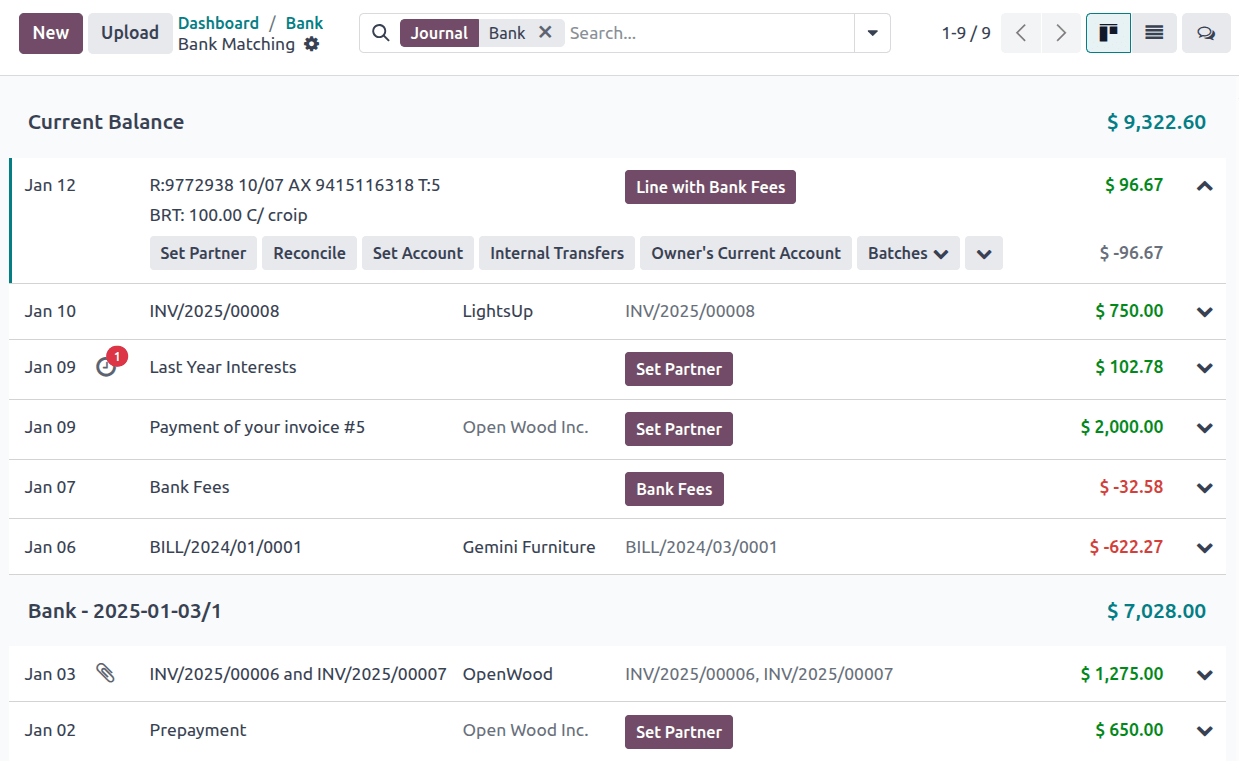 New Upload Dashboard / Bank
Bank Matching
Journal Bank Search...
1-9 / 9
Current Balance $ 9,322.60
Jan 12 R:9772938 10/07 AX 9415116318 T:5 Line with Bank Fees $ 96.67
BRT: 100.00 C/ croip
Set Partner Reconcile Set Account Internal Transfers Owner's Current Account Batches $ -96.67
Jan 10 INV/2025/00008 LightsUp INV/2025/00008 $ 750.00
Jan 09 1 Last Year Interests Set Partner $ 102.78
Jan 09 Payment of your invoice #5 Open Wood Inc. Set Partner $ 2,000.00
Jan 07 Bank Fees Bank Fees $ -32.58
Jan 06 BILL/2024/01/0001 Gemini Furniture BILL/2024/03/0001 $ -622.27
Bank - 2025-01-03/1 $ 7,028.00
Jan 03 INV/2025/00006 and INV/2025/00007 OpenWood INV/2025/00006, INV/2025/00007 $ 1,275.00
Jan 02 Prepayment Open Wood Inc. Set Partner $ 650.00